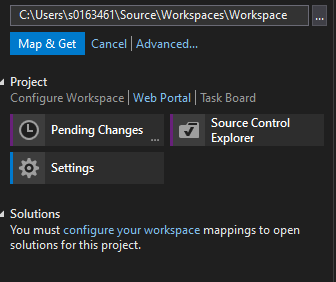 C:\Users\s0163461\Source\Workspaces\Workspace ...
Map & Get Cancel | Advanced...
Project
Configure Workspace | Web Portal | Task Board
Pending Changes ...
Source Control
Explorer
Settings
Solutions
You must configure your workspace mappings to open
solutions for this project.